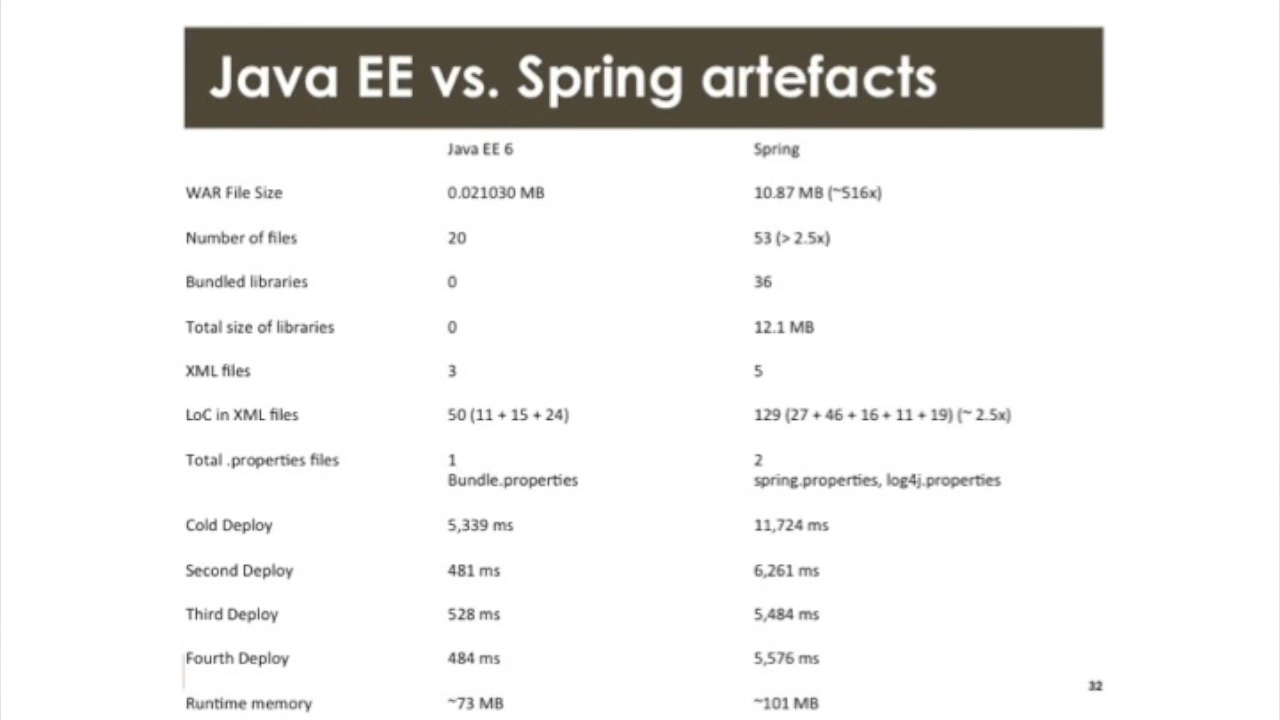 Java EE vs. Spring artefacts
Java EE 6 Spring
WAR File Size 0.021030 MB 10.87 MB (~516x)
Number of files 20 53 (> 2.5x)
Bundled libraries 0 36
Total size of libraries 0 12.1 MB
XML files 3 5
LoC in XML files 50 (11 + 15 + 24) 129 (27 + 46 + 16 + 11 + 19) (~ 2.5x)
Total .properties files 1 2
Bundle.properties spring.properties, log4j.properties
Cold Deploy 5,339 ms 11,724 ms
Second Deploy 481 ms 6,261 ms
Third Deploy 528 ms 5,484 ms
Fourth Deploy 484 ms 5,576 ms
32
Runtime memory ~73 MB ~101 MB